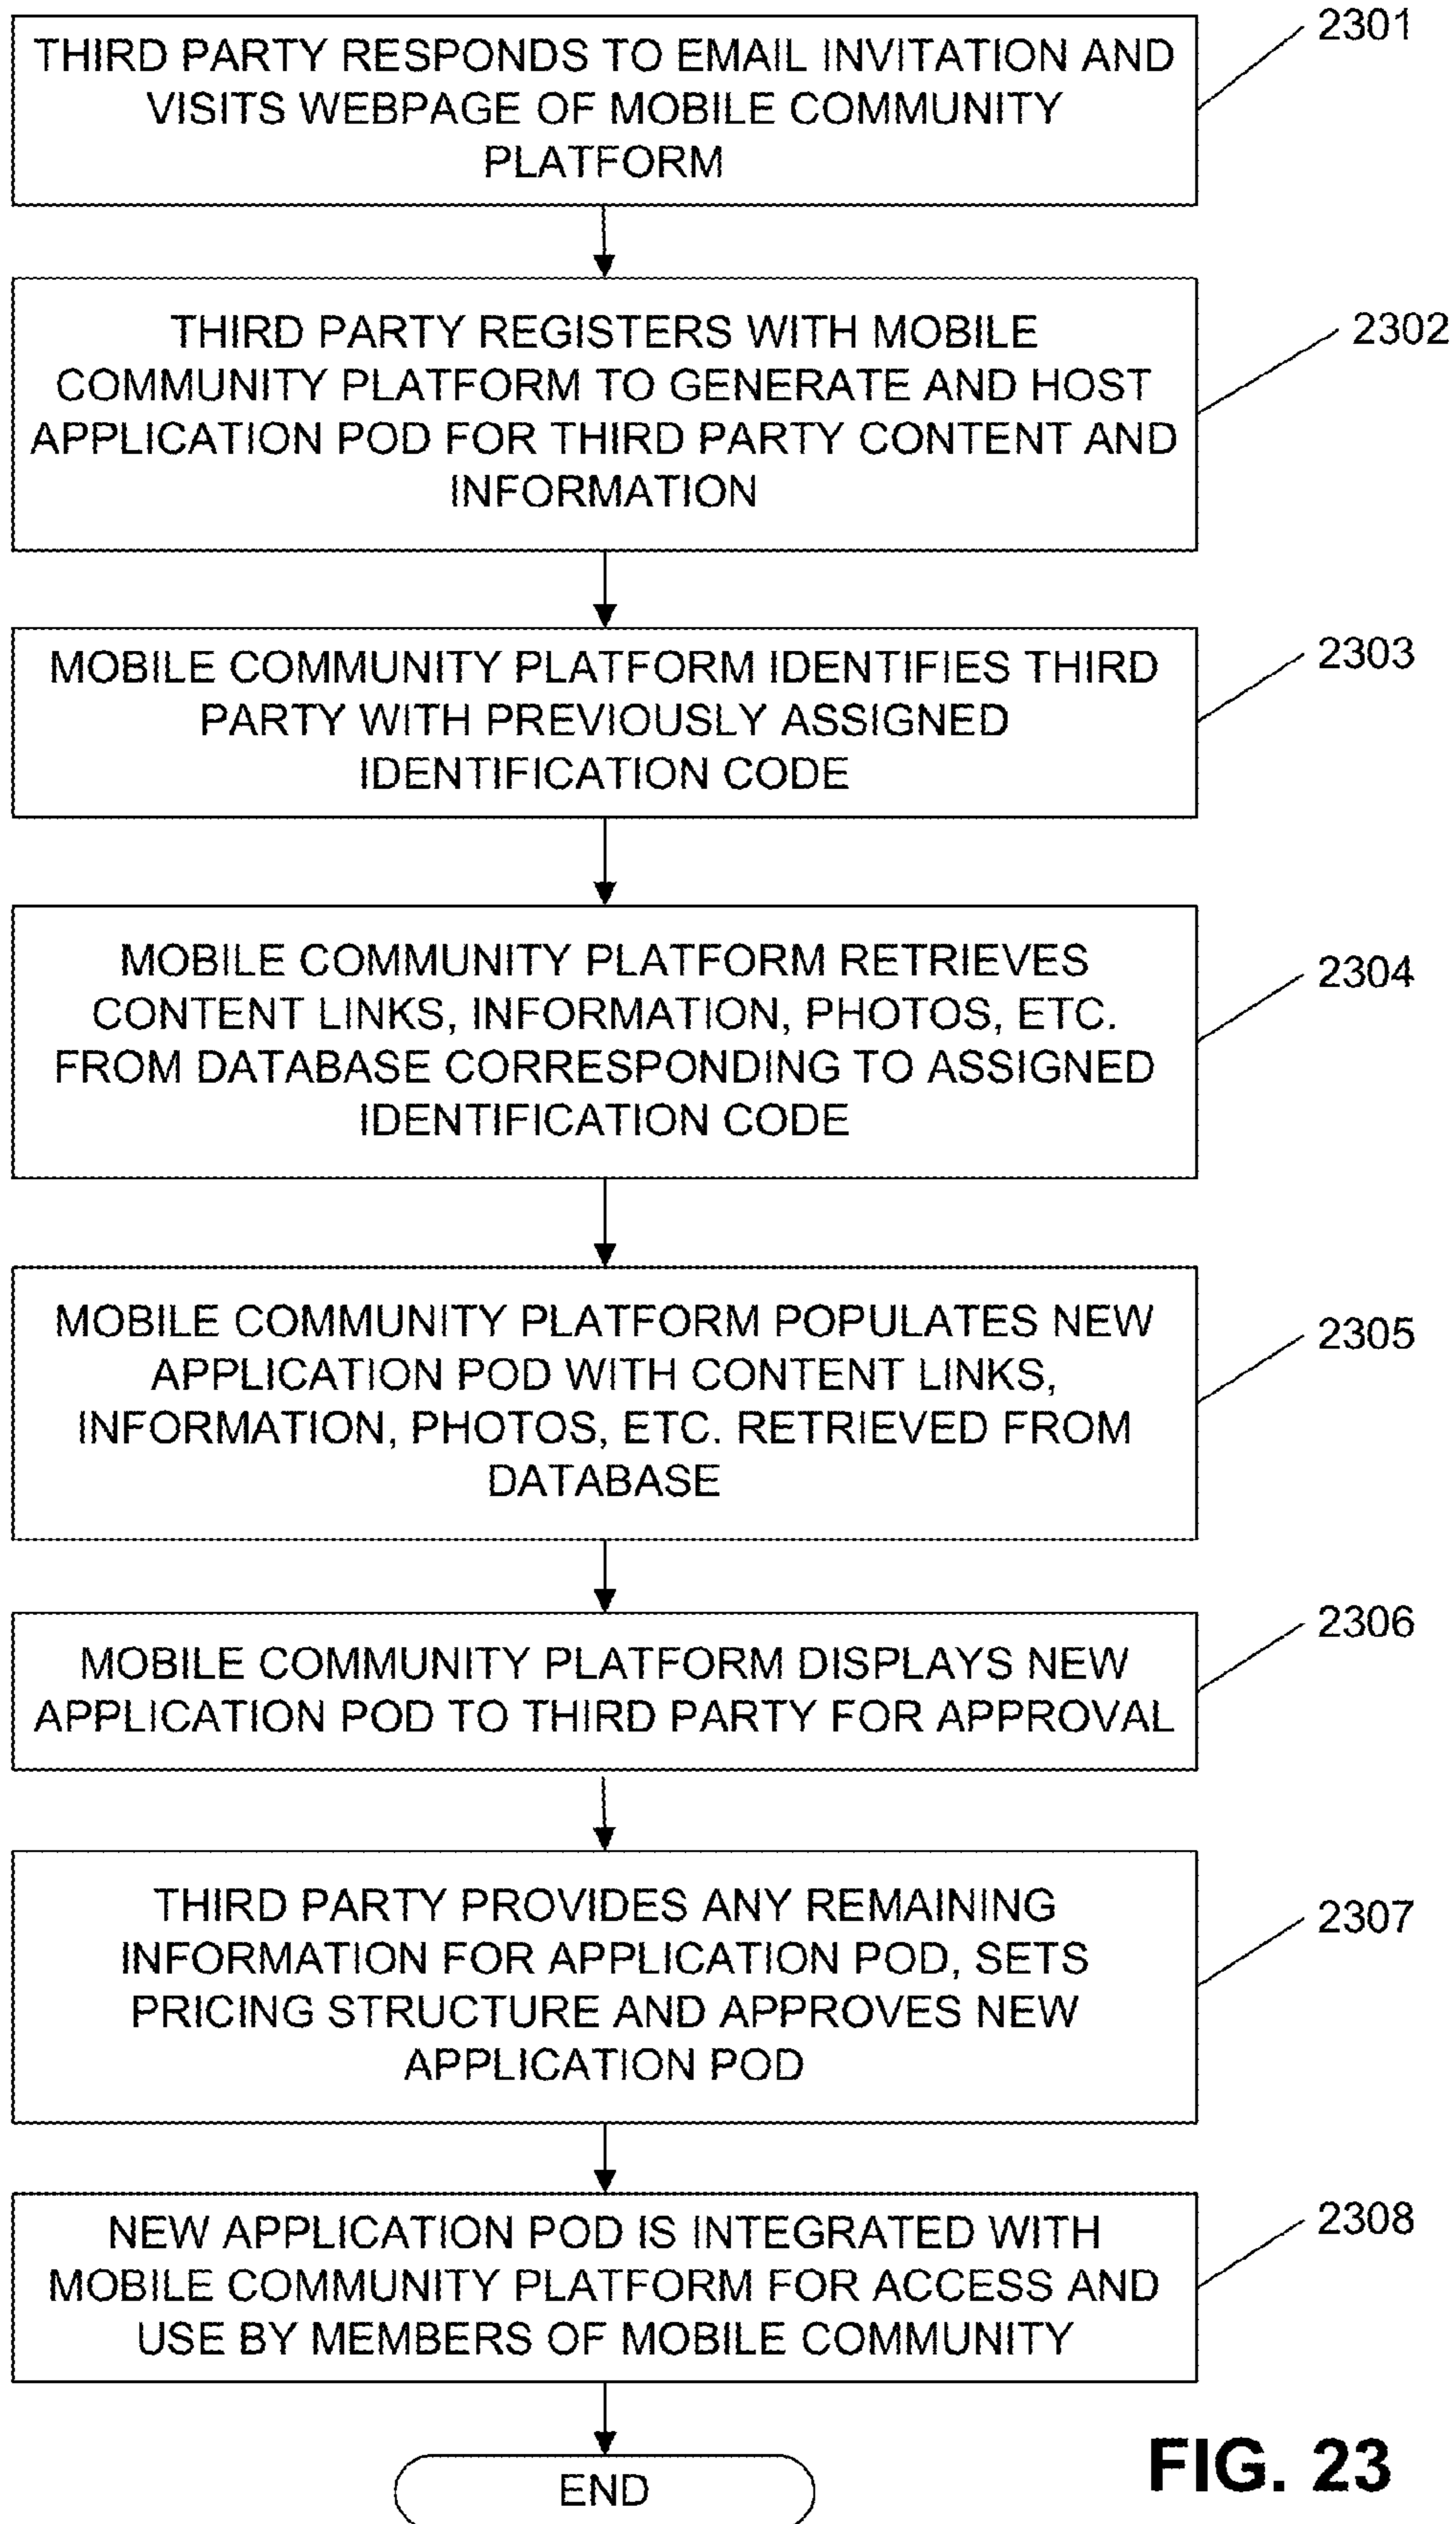 THIRD PARTY RESPONDS TO EMAIL INVITATION AND
VISITS WEBPAGE OF MOBILE COMMUNITY
PLATFORM
2301
THIRD PARTY REGISTERS WITH MOBILE
COMMUNITY PLATFORM TO GENERATE AND HOST
APPLICATION POD FOR THIRD PARTY CONTENT AND
INFORMATION
2302
MOBILE COMMUNITY PLATFORM IDENTIFIES THIRD
PARTY WITH PREVIOUSLY ASSIGNED
IDENTIFICATION CODE
2303
MOBILE COMMUNITY PLATFORM RETRIEVES
CONTENT LINKS, INFORMATION, PHOTOS, ETC.
FROM DATABASE CORRESPONDING TO ASSIGNED
IDENTIFICATION CODE
2304
MOBILE COMMUNITY PLATFORM POPULATES NEW
APPLICATION POD WITH CONTENT LINKS,
INFORMATION, PHOTOS, ETC. RETRIEVED FROM
DATABASE
2305
MOBILE COMMUNITY PLATFORM DISPLAYS NEW
APPLICATION POD TO THIRD PARTY FOR APPROVAL
2306
THIRD PARTY PROVIDES ANY REMAINING
INFORMATION FOR APPLICATION POD, SETS
PRICING STRUCTURE AND APPROVES NEW
APPLICATION POD
2307
NEW APPLICATION POD IS INTEGRATED WITH
MOBILE COMMUNITY PLATFORM FOR ACCESS AND
USE BY MEMBERS OF MOBILE COMMUNITY
2308
END
FIG. 23